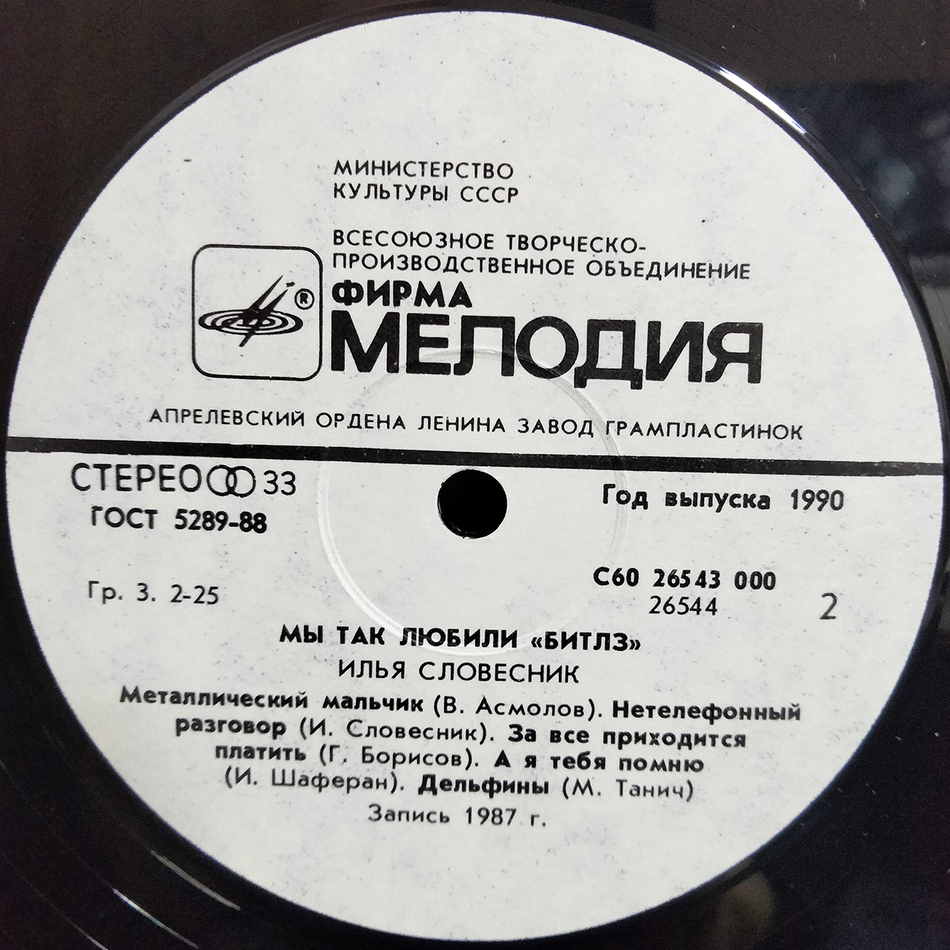 МИНИСТЕРСТВО
КУЛЬТУРЫ СССР
ВСЕСОЮЗНОЕ ТВОРЧЕСКО-
ПРОИЗВОДСТВЕННОЕ ОБЪЕДИНЕНИЕ
®
ФИРМА
МЕЛОДИЯ
АПРЕЛЕВСКИЙ ОРДЕНА ЛЕНИНА ЗАВОД ГРАМПЛАСТИНОК
СТЕРЕО 33
Год выпуска 1990
ГОСТ 5289-88
С60 26543 000
Гр. 3. 2-25
26544
2
МЫ ТАК ЛЮБИЛИ «БИТЛЗ»
ИЛЬЯ СЛОВЕСНИК
Металлический мальчик (В. Асмолов). Нетелефонный
разговор (И. Словесник). За все приходится
платить (Г. Борисов). А я тебя помню
(И. Шаферан). Дельфины (М. Танич)
Запись 1987 г.